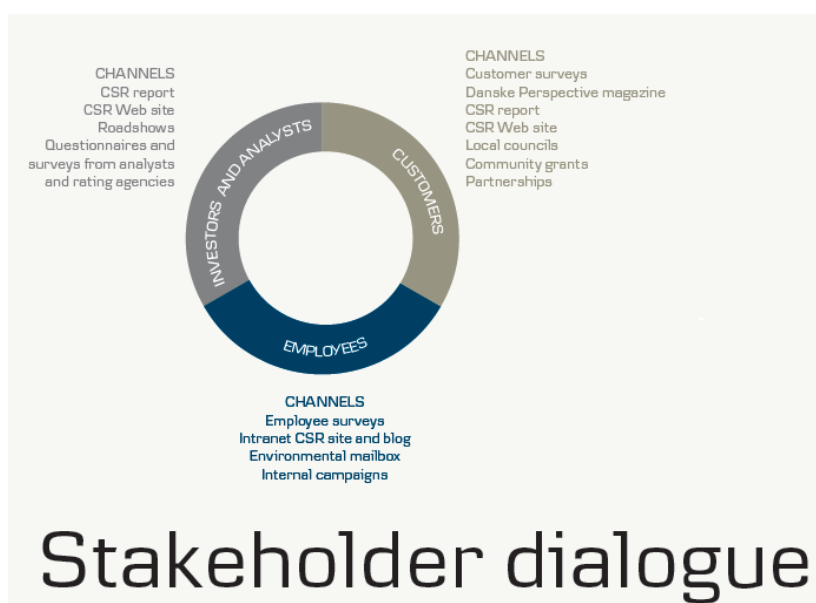 CHANNELS
CSR report
CSR Web site
Roadshows
Questionnaires and
surveys from analysts
and rating agencies
CHANNELS
Customer surveys
Danske Perspective magazine
CSR report
CSR Web site
Local councils
Community grants
Partnerships
INVESTORS AND ANALYSTS
CUSTOMERS
EMPLOYEES
CHANNELS
Employee surveys
Intranet CSR site and blog
Environmental mailbox
Internal campaigns
Stakeholder dialogue